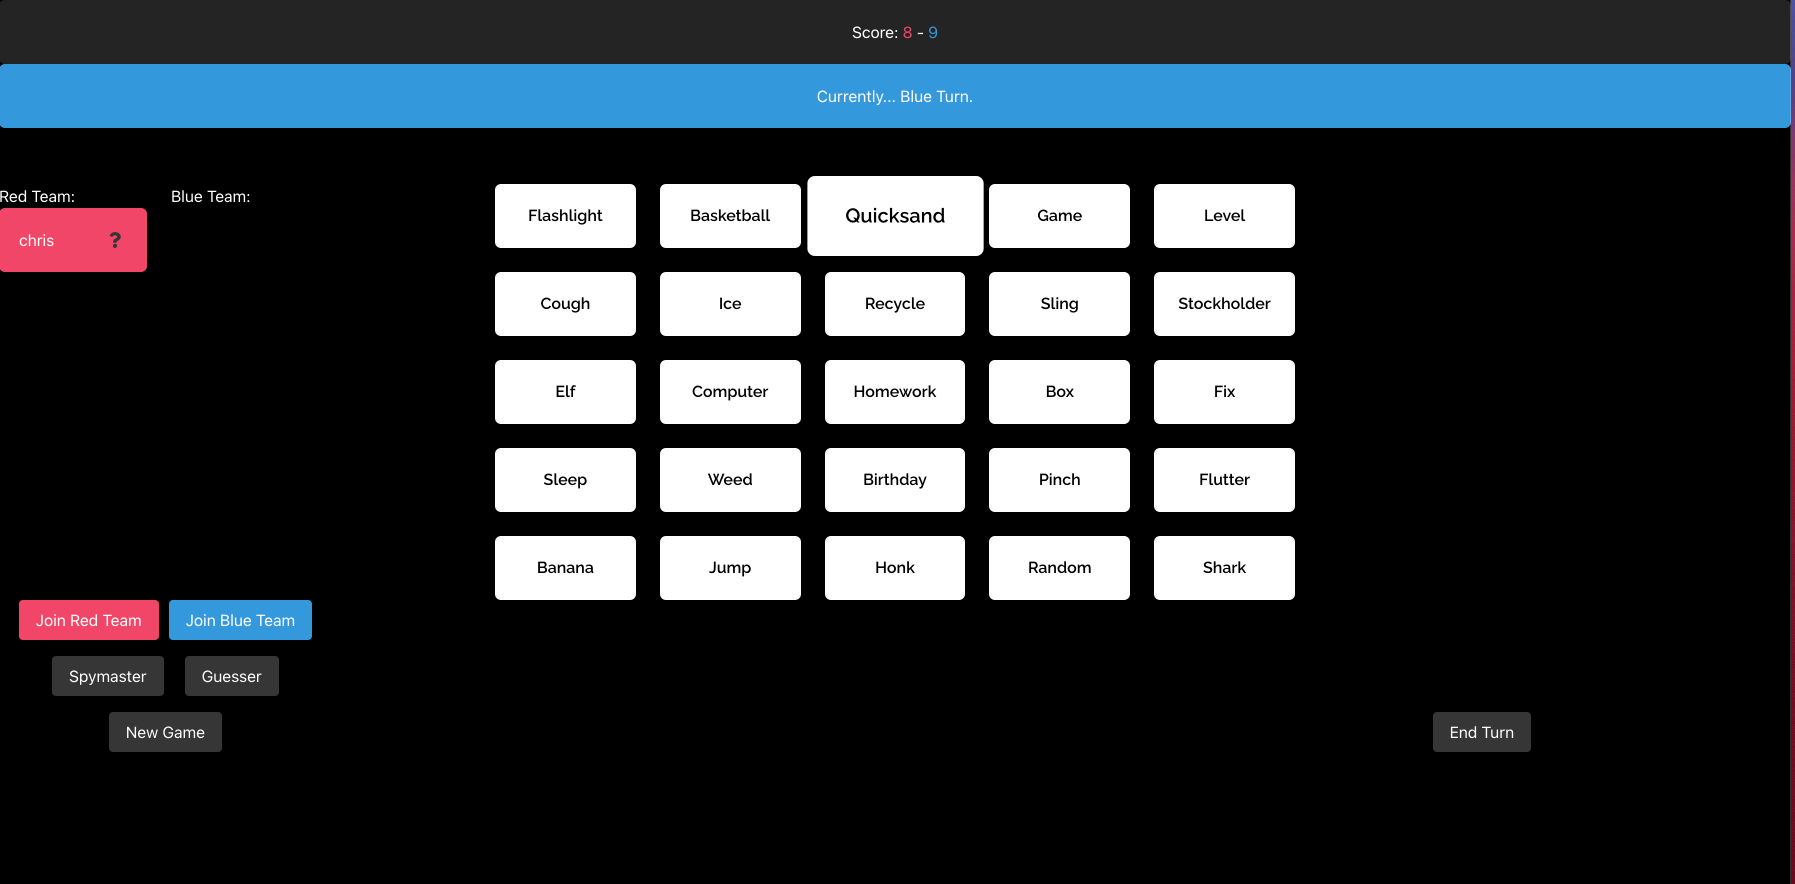 Score: 8 - 9
Currently... Blue Turn.
Red Team:
Blue Team:
chris
?
Flashlight
Basketball
Quicksand
Game
Level
Cough
Ice
Recycle
Sling
Stockholder
Elf
Computer
Homework
Box
Fix
Sleep
Weed
Birthday
Pinch
Flutter
Banana
Jump
Honk
Random
Shark
Join Red Team
Join Blue Team
Spymaster
Guesser
New Game
End Turn